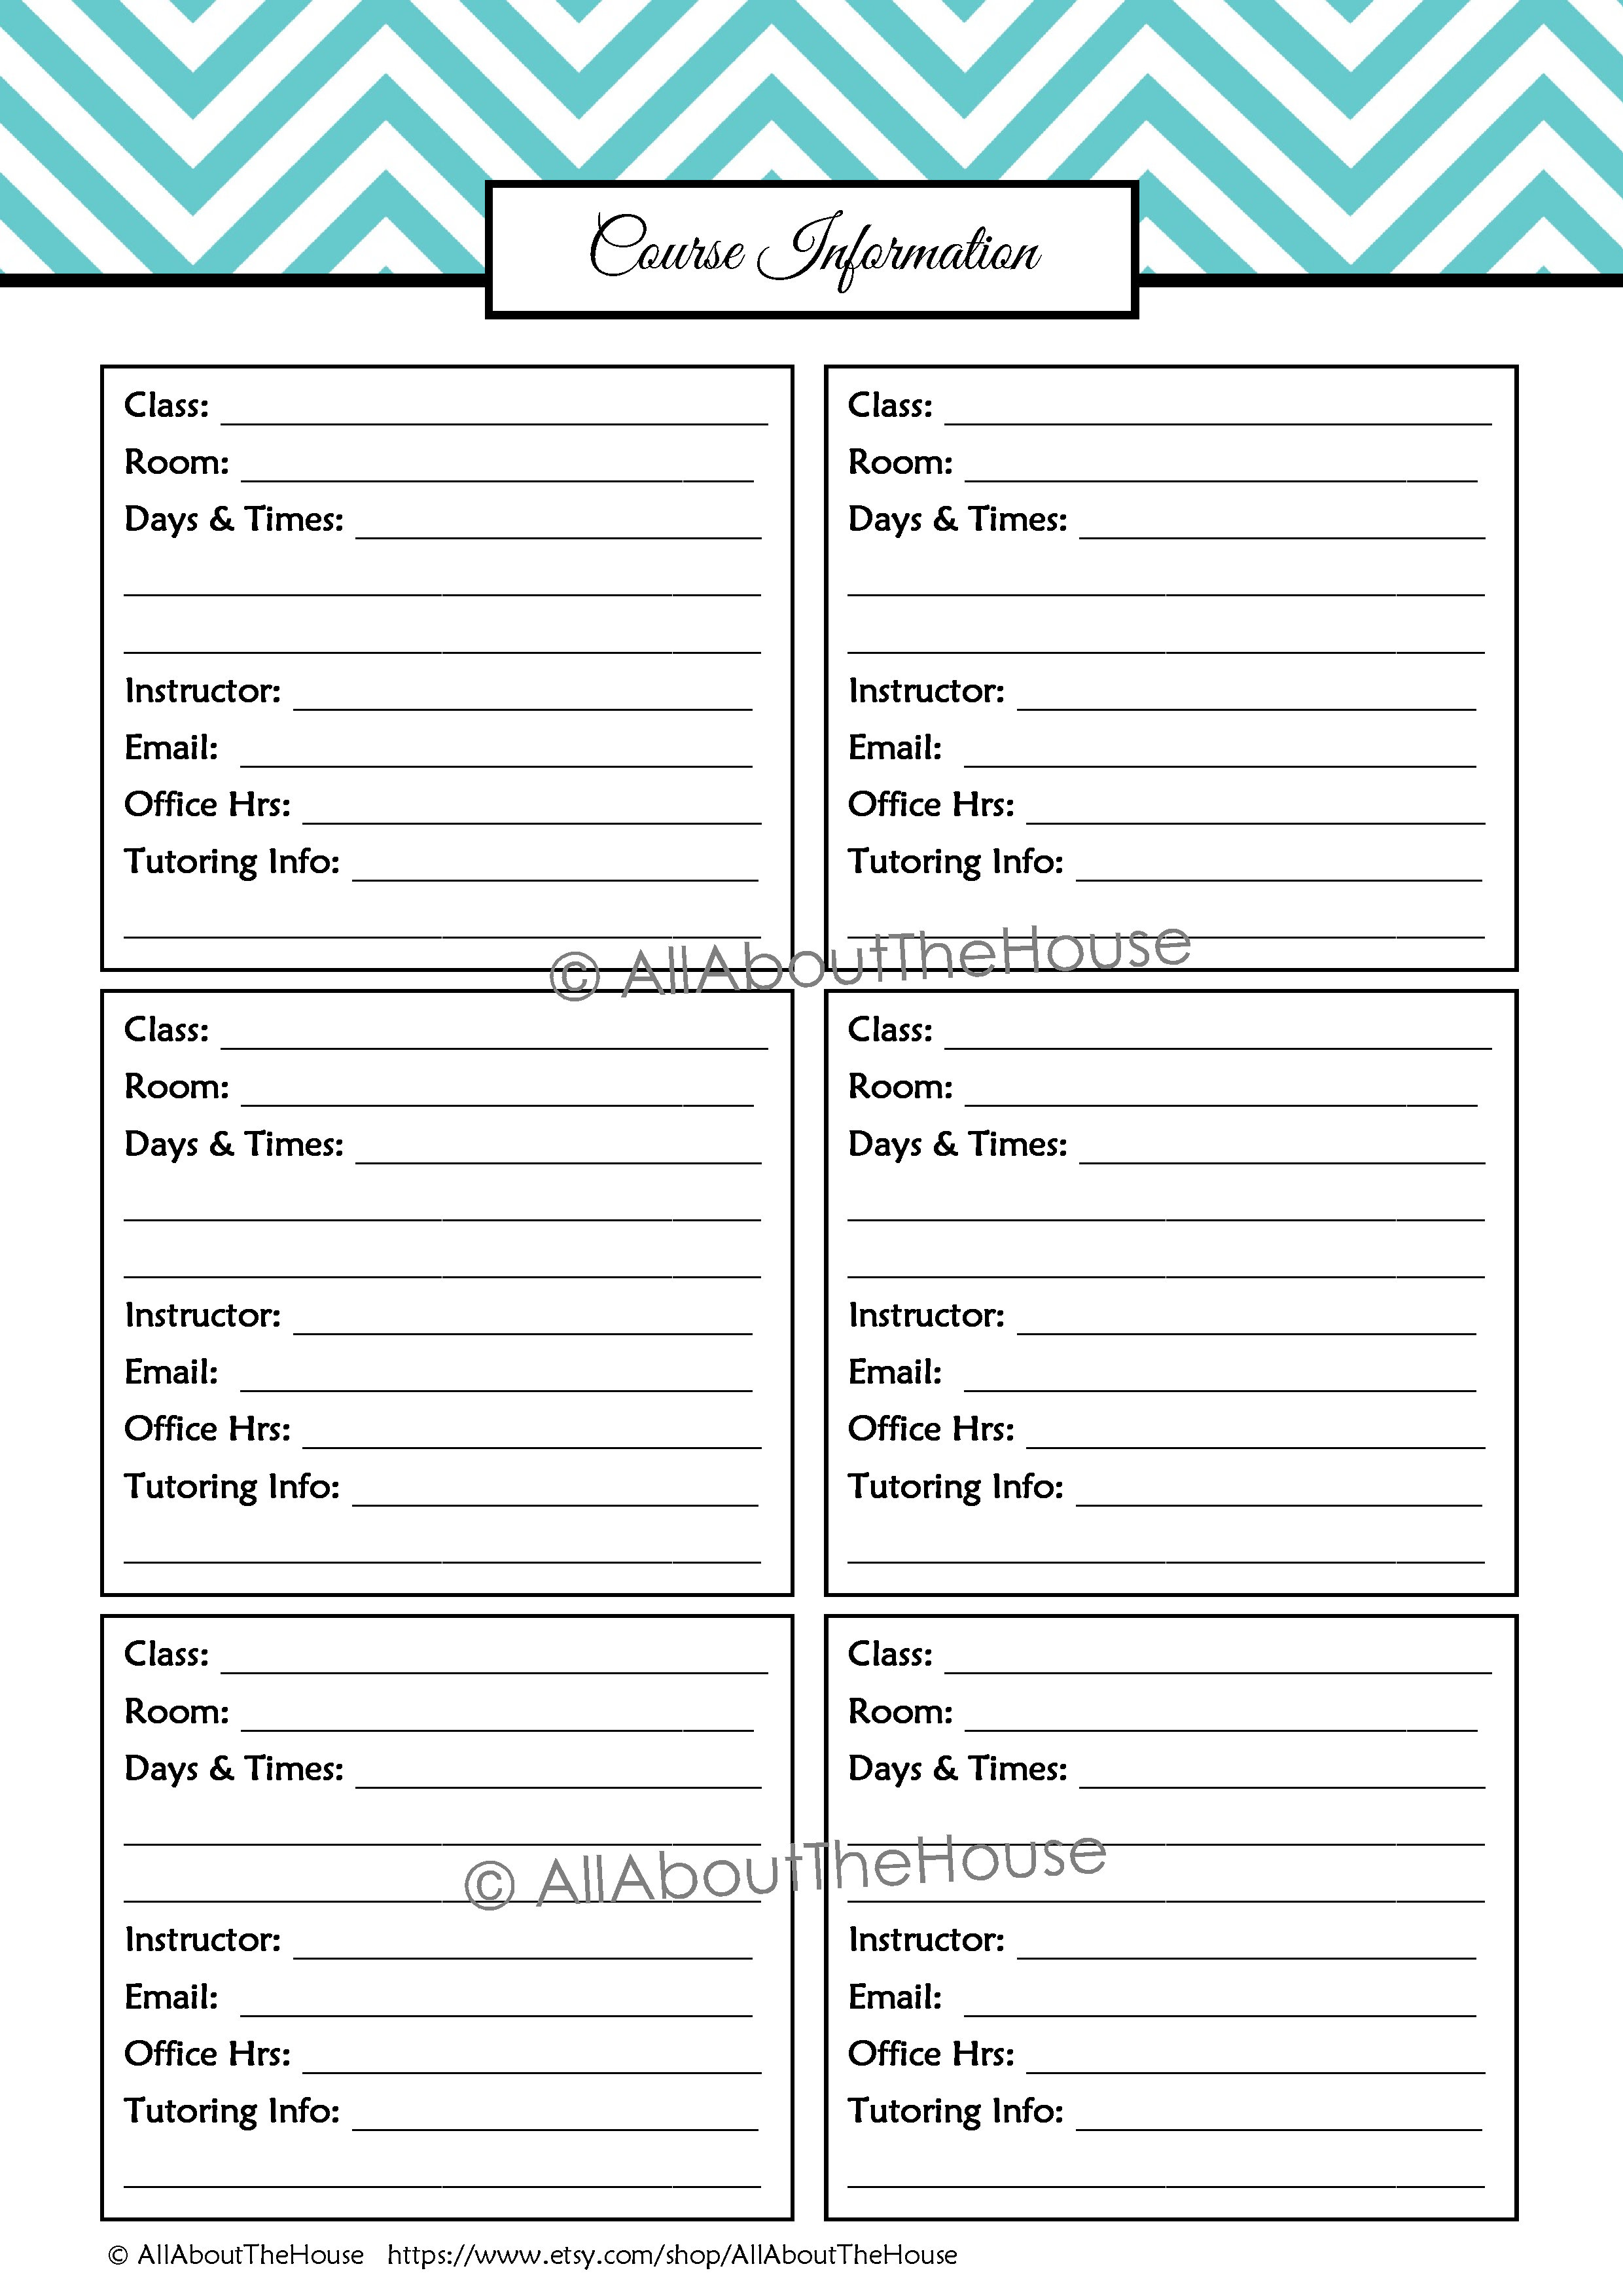 Course Information
Class:
Room:
Days & Times:
Instructor:
Email:
Office Hrs:
Tutoring Info:
Class:
Room:
Days & Times:
Instructor:
Email:
Office Hrs:
Tutoring Info:
© AllAboutTheHouse
Class:
Room:
Days & Times:
Instructor:
Email:
Office Hrs:
Tutoring Info:
Class:
Room:
Days & Times:
Instructor:
Email:
Office Hrs:
Tutoring Info:
Class:
Room:
Days & Times:
Instructor:
Email:
Office Hrs:
Tutoring Info:
Class:
Room:
Days & Times:
Instructor:
Email:
Office Hrs:
Tutoring Info:
© AllAboutTheHouse
© AllAboutTheHouse https://www.etsy.com/shop/AllAboutTheHouse